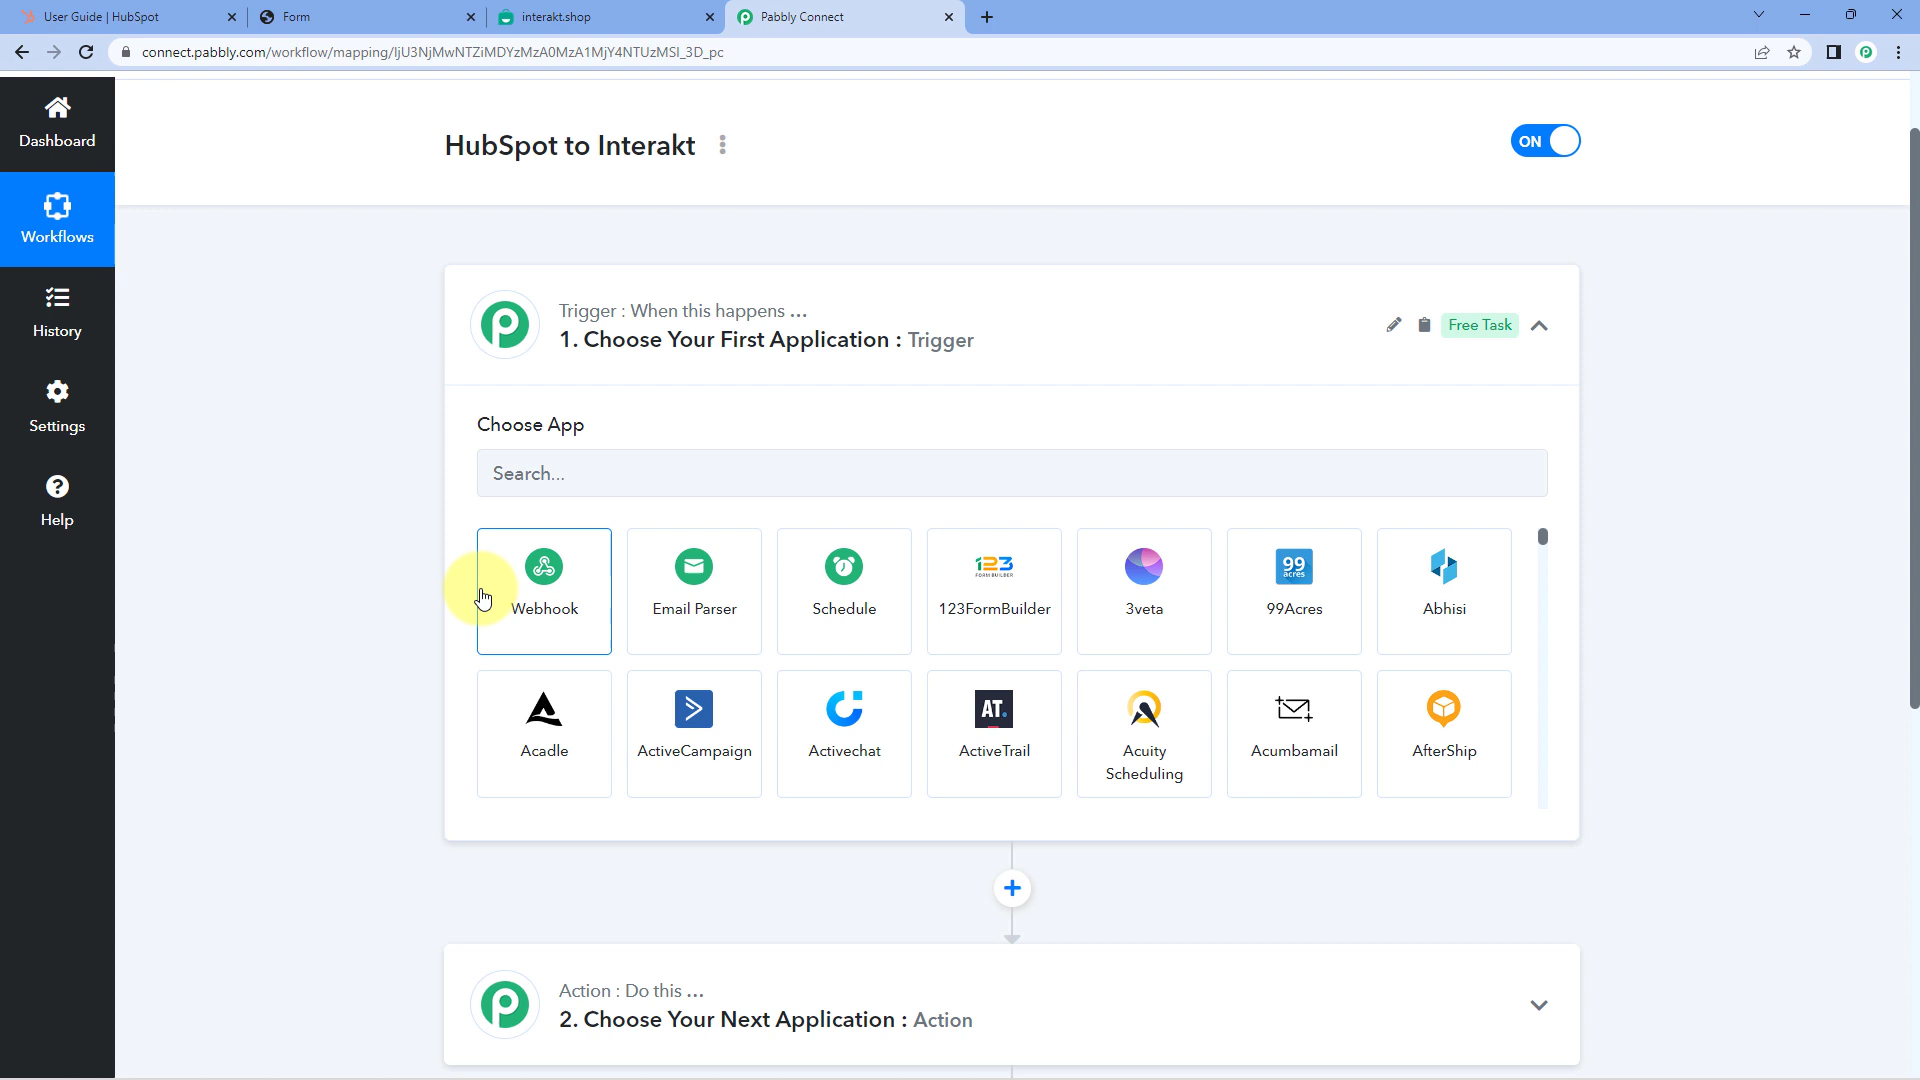 User Guide | HubSpot
Form
interakt.shop
Pabbly Connect
connect.pabbly.com/workflow/mapping/IjU3NjMwNTZiMDYzMzA0MzA1MjY4NTUzMSI_3D_pc
Dashboard
Workflows
History
Settings
Help
HubSpot to Interakt
ON
Trigger : When this happens ...
1. Choose Your First Application : Trigger
Free Task
Choose App
Search...
Webhook
Email Parser
Schedule
123
FORM BUILDER
123FormBuilder
3veta
99
acres
99Acres
Abhisi
Acadle
ActiveCampaign
Activechat
AT.
ActiveTrail
Acuity
Scheduling
Acumbamail
AfterShip
Action : Do this ...
2. Choose Your Next Application : Action